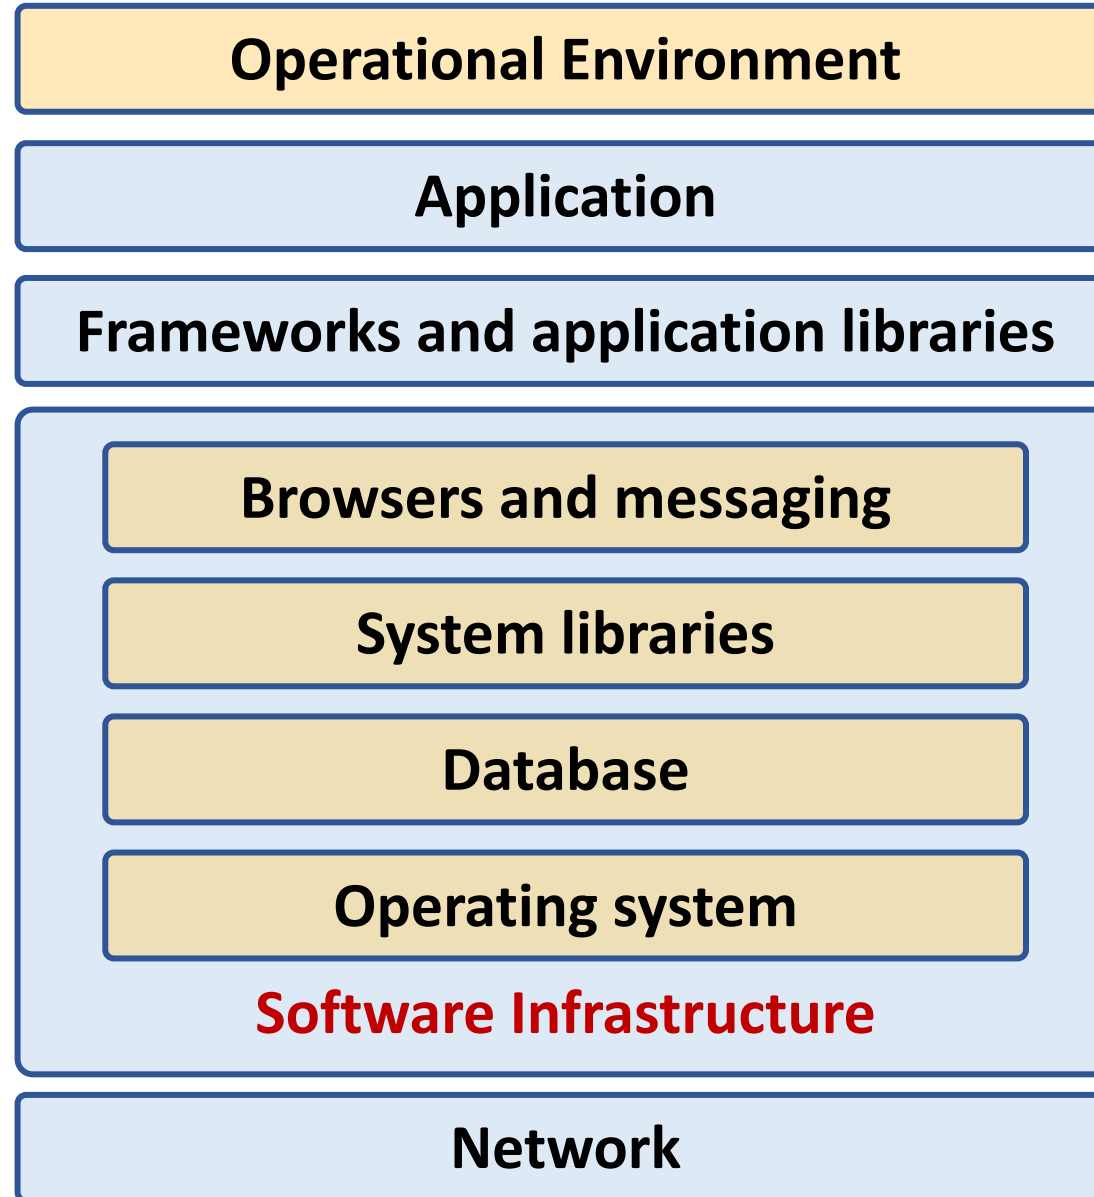 Operational Environment
Application
Frameworks and application libraries
Browsers and messaging
System libraries
Database
Operating system
Software Infrastructure
Network